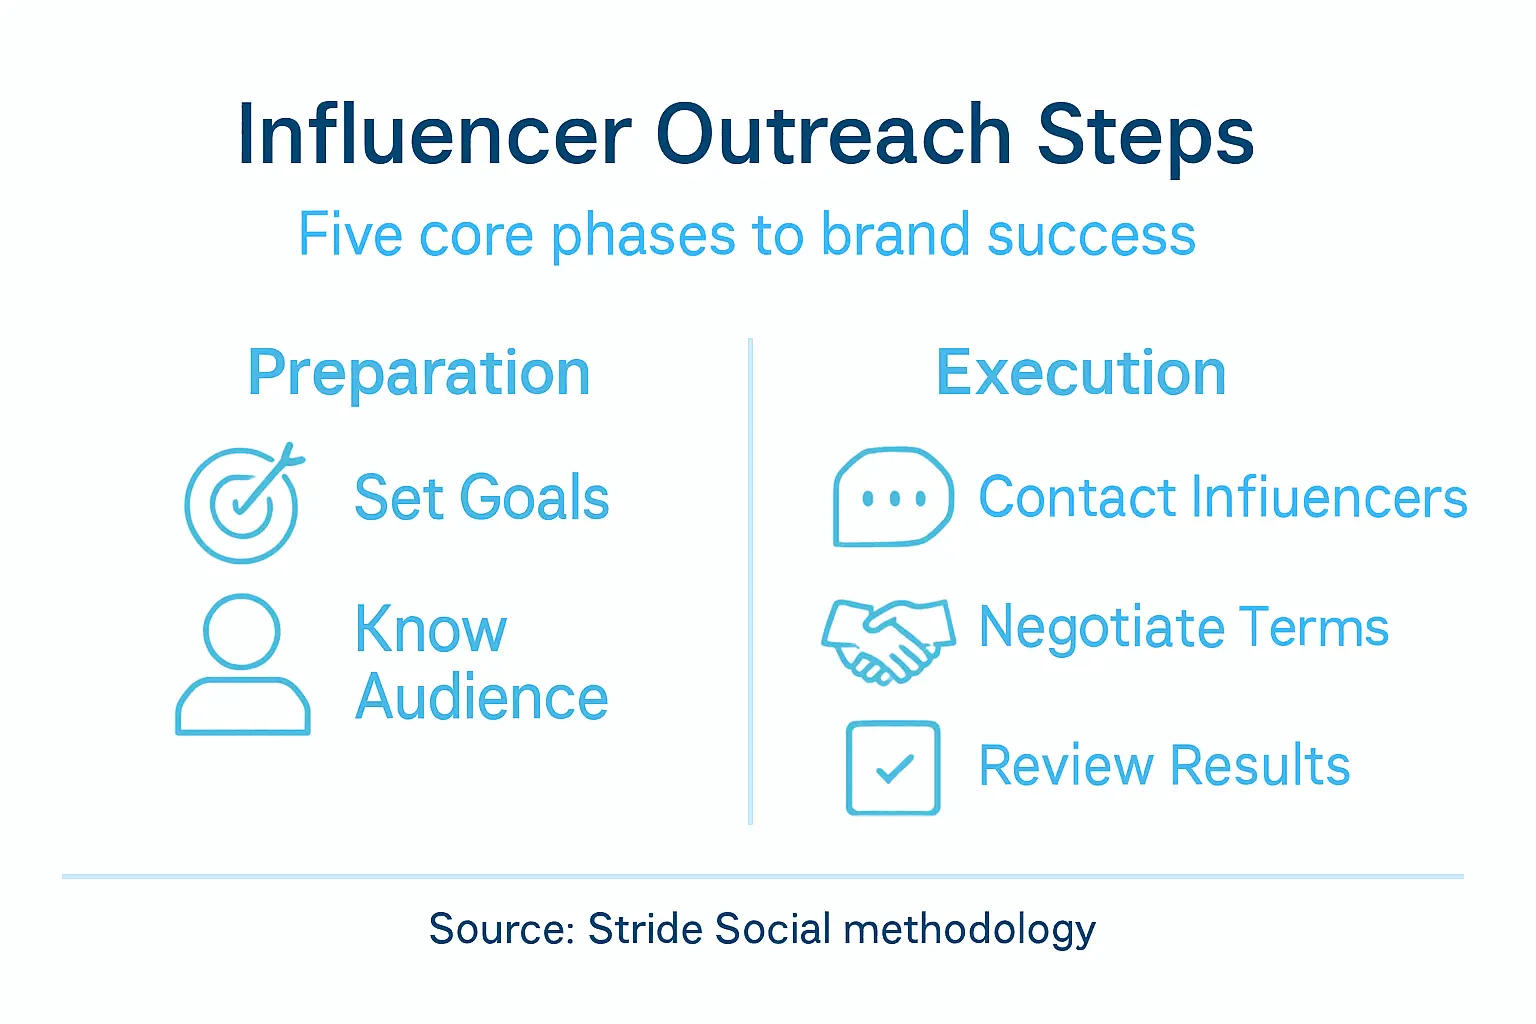 Influencer Outreach Steps
Five core phases to brand success
Preparation
Set Goals
Know
Audience
Execution
Contact Infiuencers
Negotiate Terms
Review Results
Source: Stride Social methodology